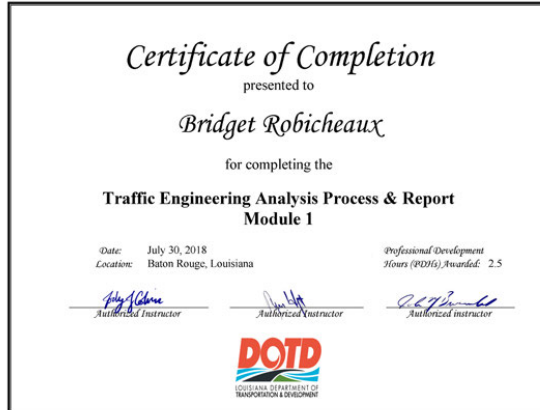 Certificate of Completion
presented to
Bridget Robicheaux
for completing the
Traffic Engineering Analysis Process & Report
Module 1
Date: July 30, 2018
Location: Baton Rouge, Louisiana
Professional Development
Hours (PDHs) Awarded: 2.5
Authorized Instructor
Authorized Instructor
Authorized instructor
DOTD
LOUISIANA DEPARTMENT OF
TRANSPORTATION & DEVELOPMENT